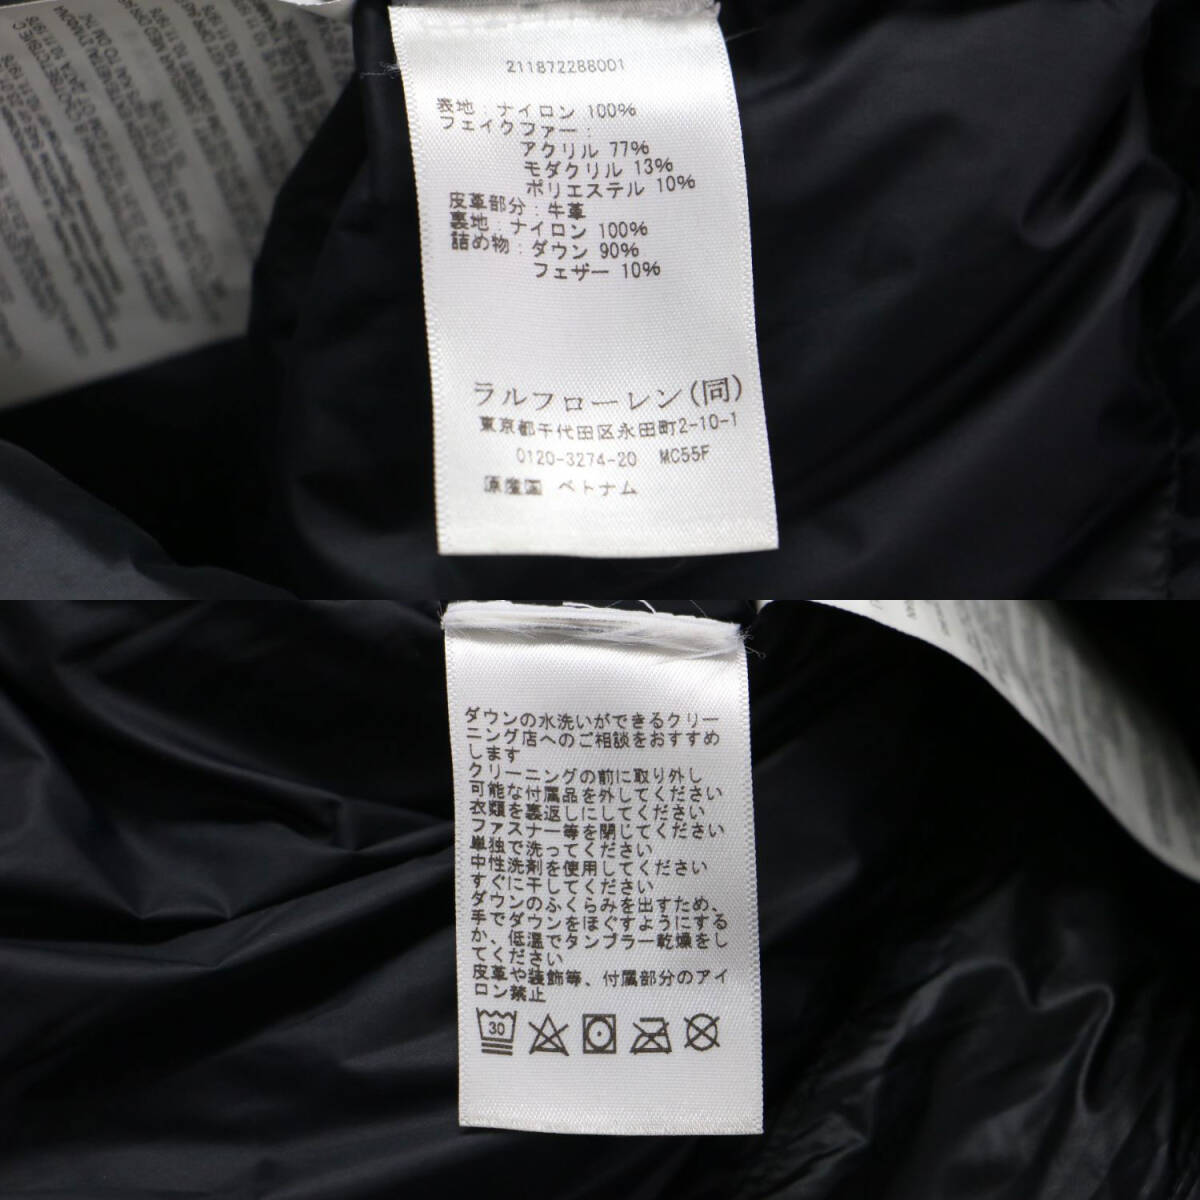 211872288001
表地:ナイロン 100%
フェイクファー:
アクリル 77%
モダクリル 13%
ポリエステル 10%
皮革部分:牛革
裏地:ナイロン 100%
詰め物:ダウン 90%
フェザー 10%
ラルフローレン(同)
東京都千代田区永田町2-10-1
0120-3274-20 MC55F
原産国 ベトナム
ダウンの水洗いができるクリー
ニング店へのご相談をおすすめ
します
クリーニングの前に取り外し
可能な付属品を外してください
衣類を裏返しにしてください
ファスナー等を閉じてください
単独で洗ってください
中性洗剤を使用してください
すぐに干してください
ダウンのふくらみを出すため、
手でダウンをほぐすようにする
か、低温でタンブラー乾燥をし
てください
皮革や装飾等、付属部分のアイ
ロン禁止
30